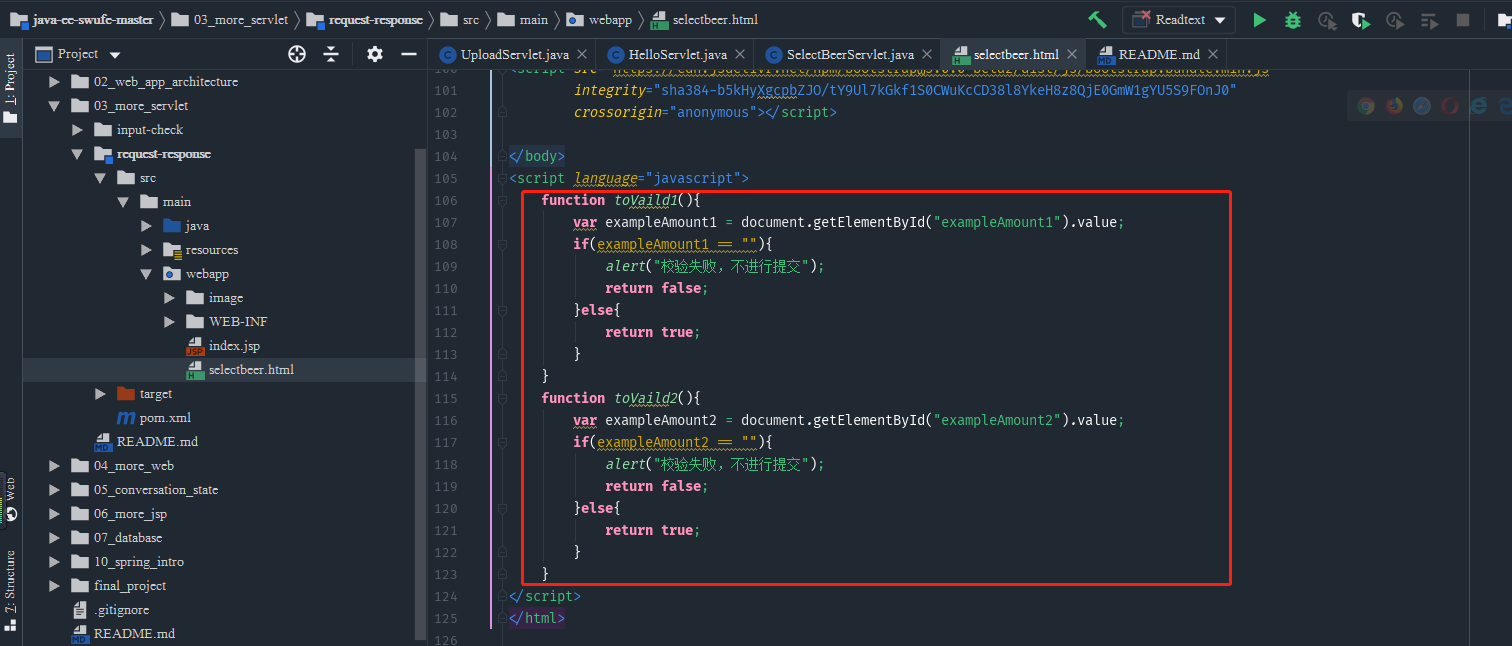 java-ee-swufe-master 03_more_servlet request-response src main webapp selectbeer.html
Readtext
Project
UploadServlet.java HelloServlet.java SelectBeerServlet.java selectbeer.html README.md
1: Project
Web
7: Structure
02_web_app_architecture
03_more_servlet
input-check
request-response
src
main
java
resources
webapp
image
WEB-INF
index.jsp
selectbeer.html
target
pom.xml
README.md
04_more_web
05_conversation_state
06_more_jsp
07_database
10_spring_intro
final_project
.gitignore
README.md
101 integrity="sha384-b5kHyXgcpbZJO/tY9Ul7kGkf1S0CWuKcCD38l8YkeH8z8QjE0GmW1gYU5S9FOnJ0"
102 crossorigin="anonymous"></script>
103
104 </body>
105 <script language="javascript">
106 function toVaild1(){
107 var exampleAmount1 = document.getElementById("exampleAmount1").value;
108 if(exampleAmount1 == ""){
109 alert("校验失败，不进行提交");
110 return false;
111 }else{
112 return true;
113 }
114 }
115 function toVaild2(){
116 var exampleAmount2 = document.getElementById("exampleAmount2").value;
117 if(exampleAmount2 == ""){
118 alert("校验失败，不进行提交");
119 return false;
120 }else{
121 return true;
122 }
123 }
124 </script>
125 </html>
126